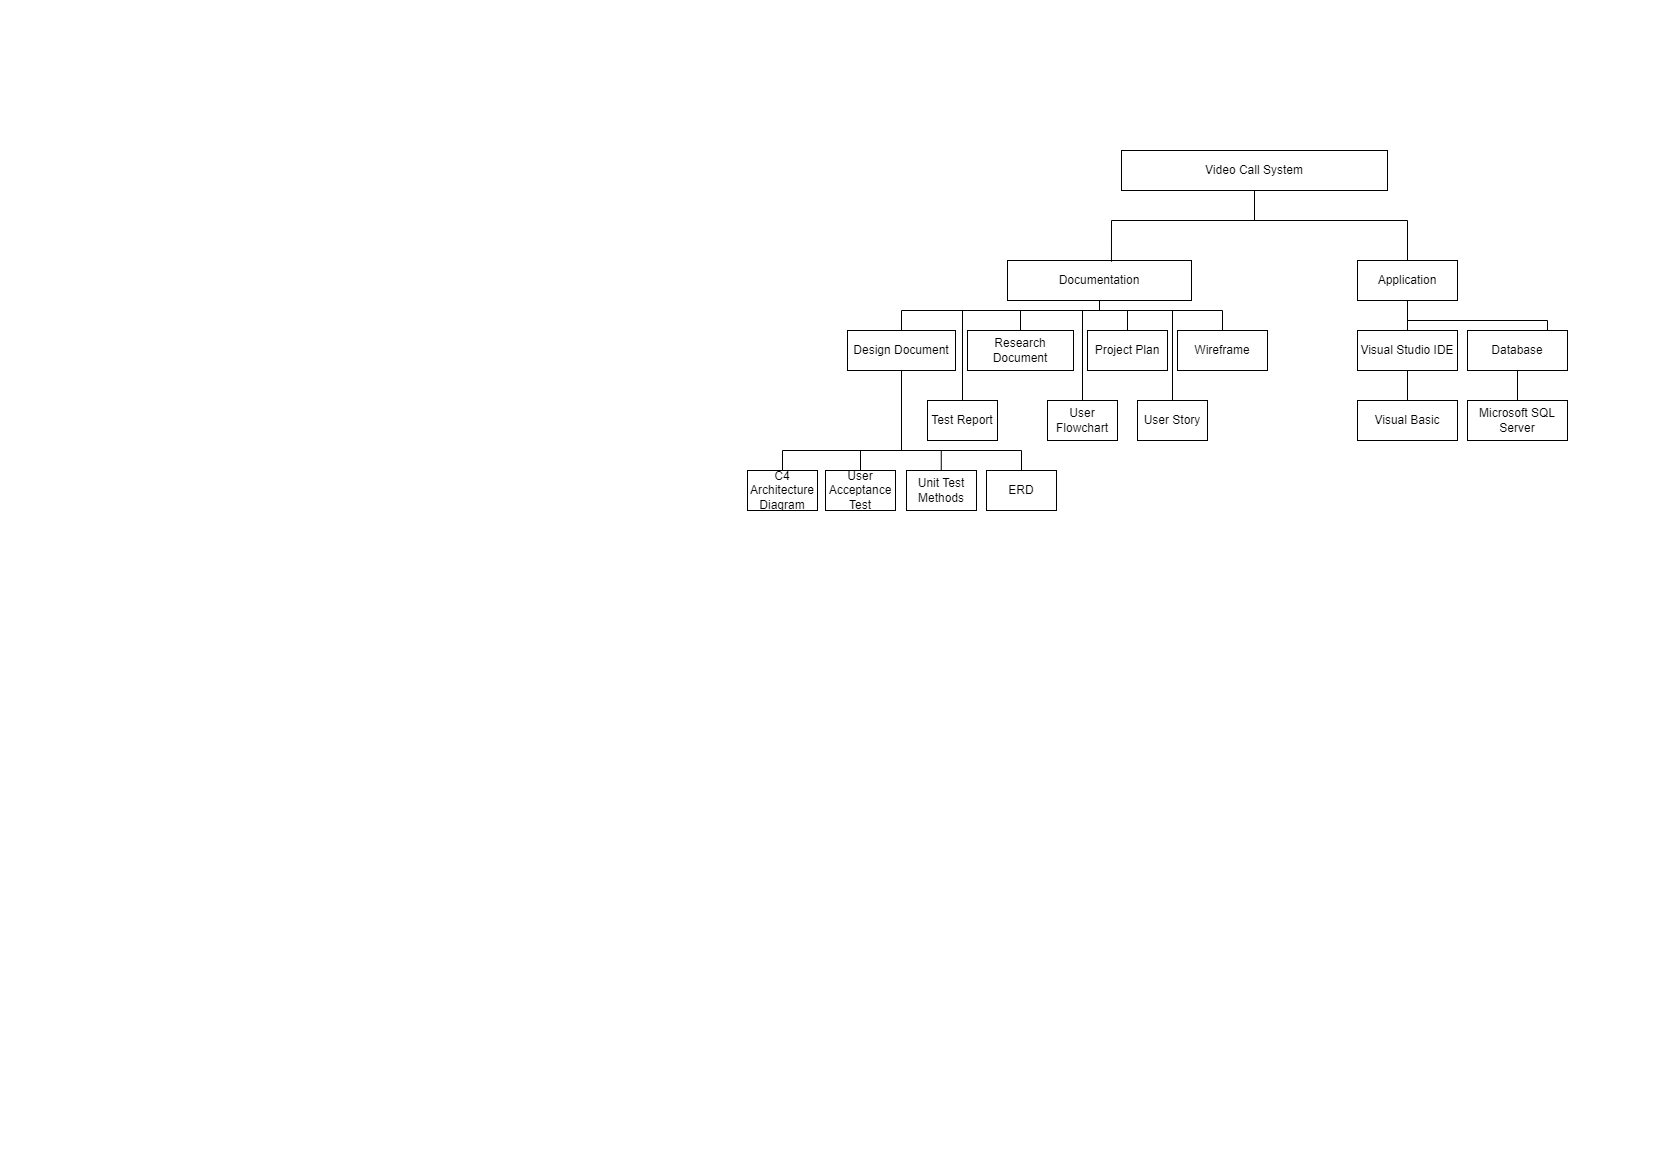 Video Call System
Documentation
Application
Design Document
Research
Document
Project Plan
Wireframe
Visual Studio IDE
Database
Test Report
User
Flowchart
User Story
Visual Basic
Microsoft SQL
Server
C4
Architecture
Diagram
User
Acceptance
Test
Unit Test
Methods
ERD